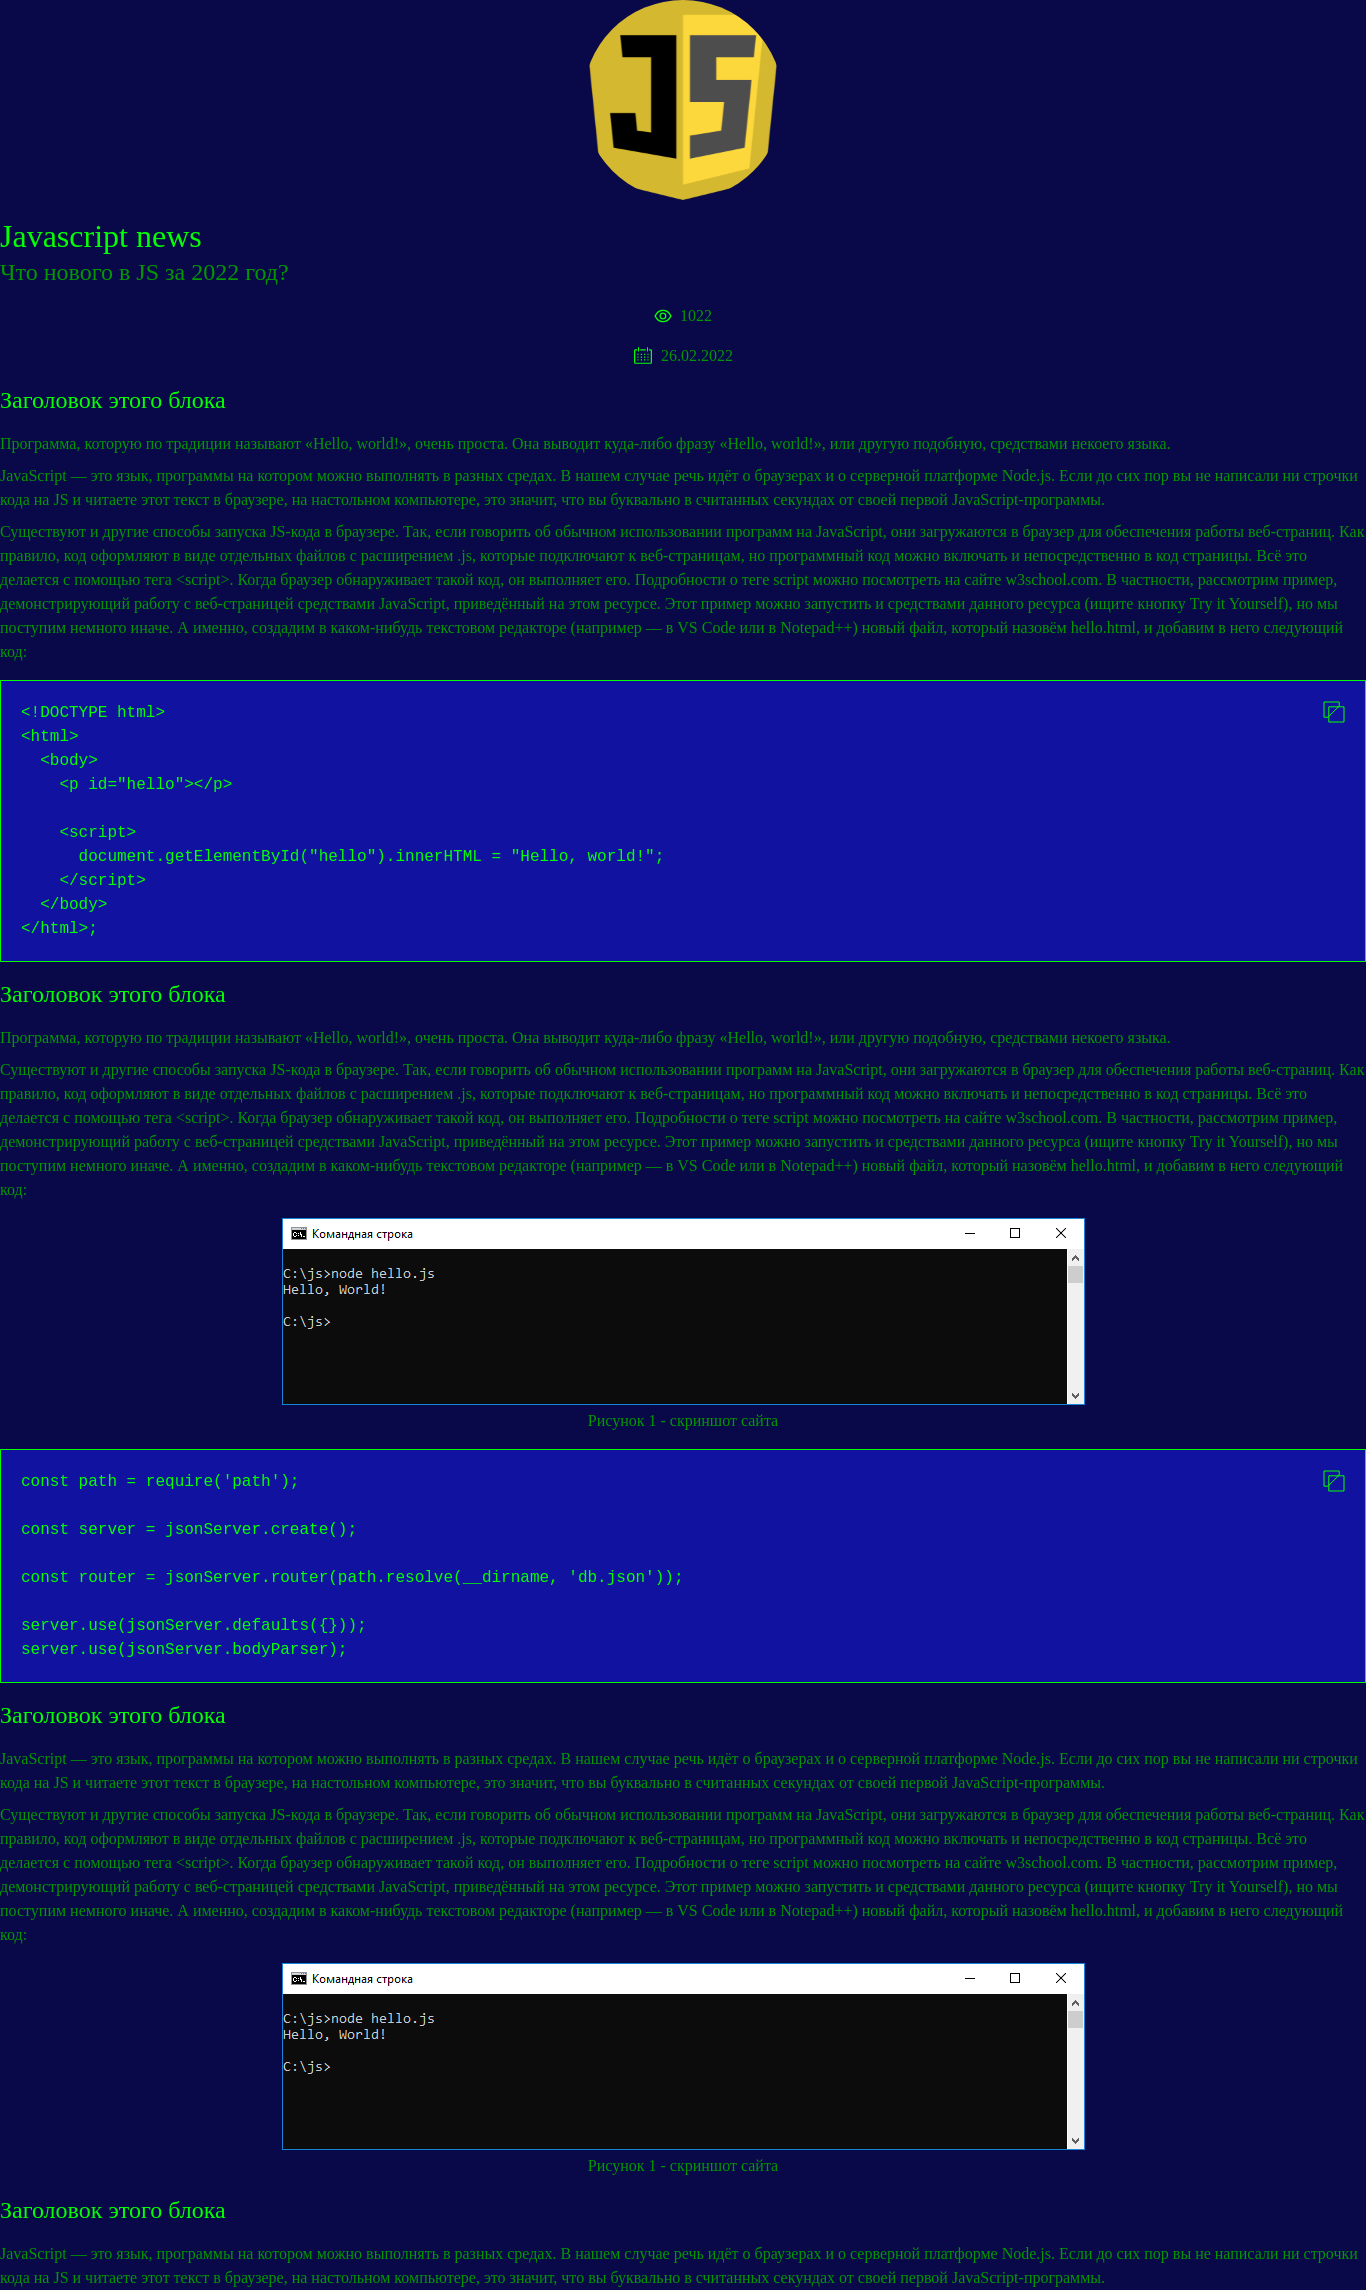 JS
Javascript news
Что нового в JS за 2022 год?
1022
26.02.2022
Заголовок этого блока
Программа, которую по традиции называют «Hello, world!», очень проста. Она выводит куда-либо фразу «Hello, world!», или другую подобную, средствами некоего языка.
JavaScript — это язык, программы на котором можно выполнять в разных средах. В нашем случае речь идёт о браузерах и о серверной платформе Node.js. Если до сих пор вы не написали ни строчки
кода на JS и читаете этот текст в браузере, на настольном компьютере, это значит, что вы буквально в считанных секундах от своей первой JavaScript-программы.
Существуют и другие способы запуска JS-кода в браузере. Так, если говорить об обычном использовании программ на JavaScript, они загружаются в браузер для обеспечения работы веб-страниц. Как
правило, код оформляют в виде отдельных файлов с расширением .js, которые подключают к веб-страницам, но программный код можно включать и непосредственно в код страницы. Всё это
делается с помощью тега <script>. Когда браузер обнаруживает такой код, он выполняет его. Подробности о теге script можно посмотреть на сайте w3school.com. В частности, рассмотрим пример,
демонстрирующий работу с веб-страницей средствами JavaScript, приведённый на этом ресурсе. Этот пример можно запустить и средствами данного ресурса (ищите кнопку Try it Yourself), но мы
поступим немного иначе. А именно, создадим в каком-нибудь текстовом редакторе (например — в VS Code или в Notepad++) новый файл, который назовём hello.html, и добавим в него следующий
код:
<!DOCTYPE html>
<html>
  <body>
    <p id="hello"></p>

    <script>
      document.getElementById("hello").innerHTML = "Hello, world!";
    </script>
  </body>
</html>;
Заголовок этого блока
Программа, которую по традиции называют «Hello, world!», очень проста. Она выводит куда-либо фразу «Hello, world!», или другую подобную, средствами некоего языка.
Существуют и другие способы запуска JS-кода в браузере. Так, если говорить об обычном использовании программ на JavaScript, они загружаются в браузер для обеспечения работы веб-страниц. Как
правило, код оформляют в виде отдельных файлов с расширением .js, которые подключают к веб-страницам, но программный код можно включать и непосредственно в код страницы. Всё это
делается с помощью тега <script>. Когда браузер обнаруживает такой код, он выполняет его. Подробности о теге script можно посмотреть на сайте w3school.com. В частности, рассмотрим пример,
демонстрирующий работу с веб-страницей средствами JavaScript, приведённый на этом ресурсе. Этот пример можно запустить и средствами данного ресурса (ищите кнопку Try it Yourself), но мы
поступим немного иначе. А именно, создадим в каком-нибудь текстовом редакторе (например — в VS Code или в Notepad++) новый файл, который назовём hello.html, и добавим в него следующий
код:
Командная строка
C:\js>node hello.js
Hello, World!
C:\js>
Рисунок 1 - скриншот сайта
const path = require('path');

const server = jsonServer.create();

const router = jsonServer.router(path.resolve(__dirname, 'db.json'));

server.use(jsonServer.defaults({}));
server.use(jsonServer.bodyParser);
Заголовок этого блока
JavaScript — это язык, программы на котором можно выполнять в разных средах. В нашем случае речь идёт о браузерах и о серверной платформе Node.js. Если до сих пор вы не написали ни строчки
кода на JS и читаете этот текст в браузере, на настольном компьютере, это значит, что вы буквально в считанных секундах от своей первой JavaScript-программы.
Существуют и другие способы запуска JS-кода в браузере. Так, если говорить об обычном использовании программ на JavaScript, они загружаются в браузер для обеспечения работы веб-страниц. Как
правило, код оформляют в виде отдельных файлов с расширением .js, которые подключают к веб-страницам, но программный код можно включать и непосредственно в код страницы. Всё это
делается с помощью тега <script>. Когда браузер обнаруживает такой код, он выполняет его. Подробности о теге script можно посмотреть на сайте w3school.com. В частности, рассмотрим пример,
демонстрирующий работу с веб-страницей средствами JavaScript, приведённый на этом ресурсе. Этот пример можно запустить и средствами данного ресурса (ищите кнопку Try it Yourself), но мы
поступим немного иначе. А именно, создадим в каком-нибудь текстовом редакторе (например — в VS Code или в Notepad++) новый файл, который назовём hello.html, и добавим в него следующий
код:
Командная строка
C:\js>node hello.js
Hello, World!
C:\js>
Рисунок 1 - скриншот сайта
Заголовок этого блока
JavaScript — это язык, программы на котором можно выполнять в разных средах. В нашем случае речь идёт о браузерах и о серверной платформе Node.js. Если до сих пор вы не написали ни строчки
кода на JS и читаете этот текст в браузере, на настольном компьютере, это значит, что вы буквально в считанных секундах от своей первой JavaScript-программы.